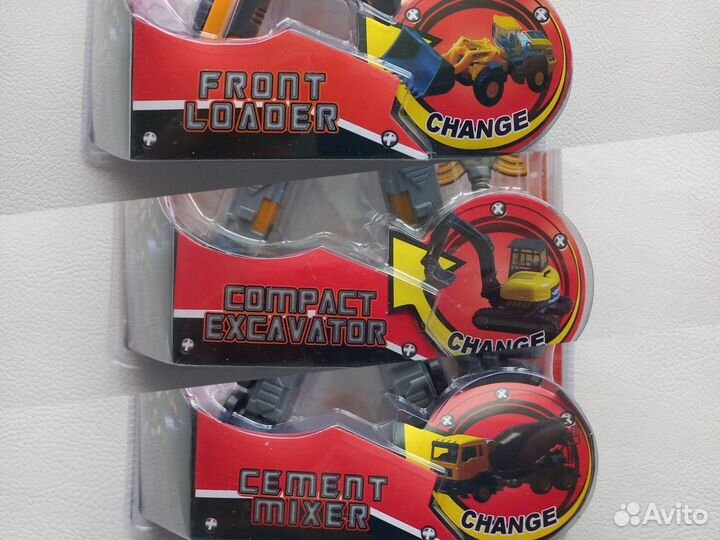 FRONT
LOADER
CHANGE
COMPACT
EXCAVATOR
CHANGE
CEMENT
MIXER
CHANGE
Avito